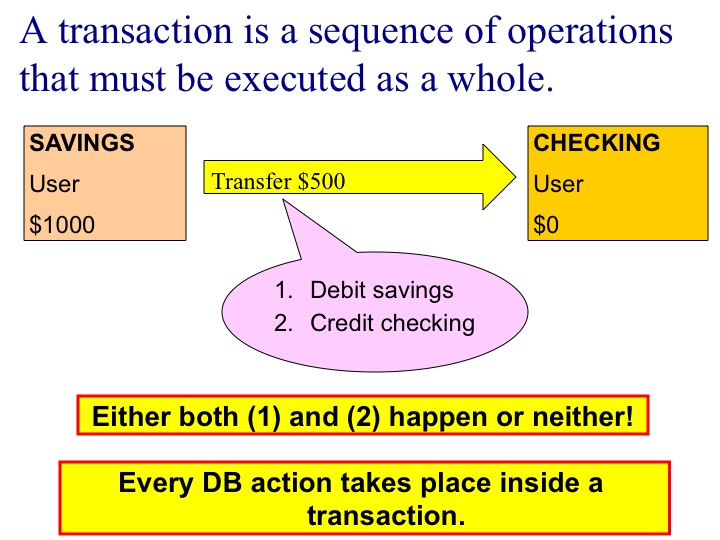 A transaction is a sequence of operations
that must be executed as a whole.
SAVINGS
User
$1000
Transfer $500
CHECKING
User
$0
1. Debit savings
2. Credit checking
Either both (1) and (2) happen or neither!
Every DB action takes place inside a
transaction.